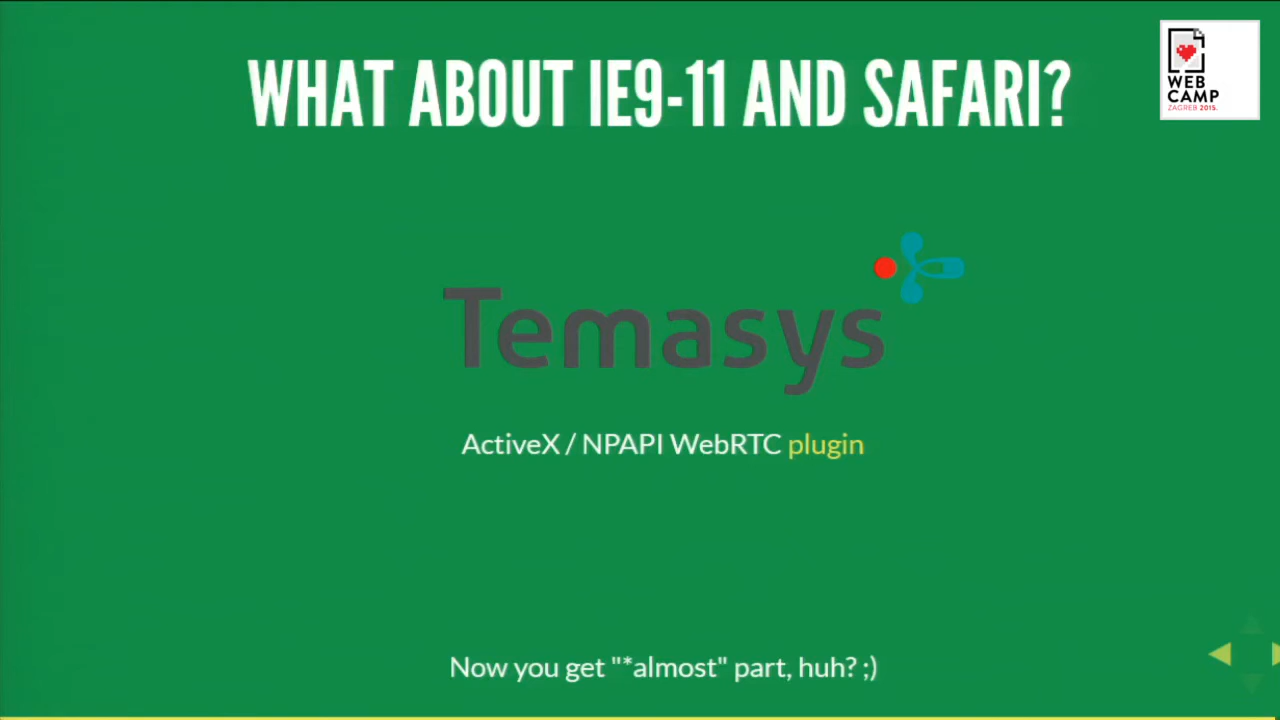 WHAT ABOUT IE9-11 AND SAFARI?
WEB
CAMP
ZAGREB 2015.
Temasys
ActiveX / NPAPI WebRTC plugin
Now you get "*almost" part, huh? ;)